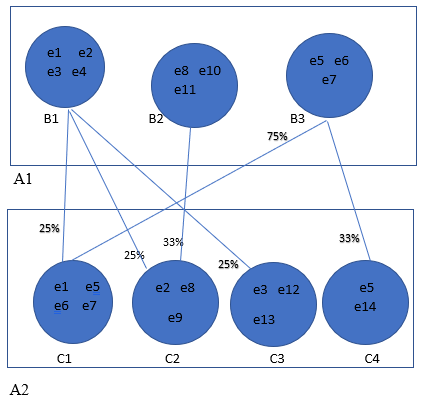 e1 e2
e3 e4
B1
e8 e10
e11
B2
e5 e6
e7
B3
A1
75%
25%
25%
33%
25%
33%
e1 e5
e6 e7
C1
e2 e8
e9
C2
e3 e12
e13
C3
e5
e14
C4
A2